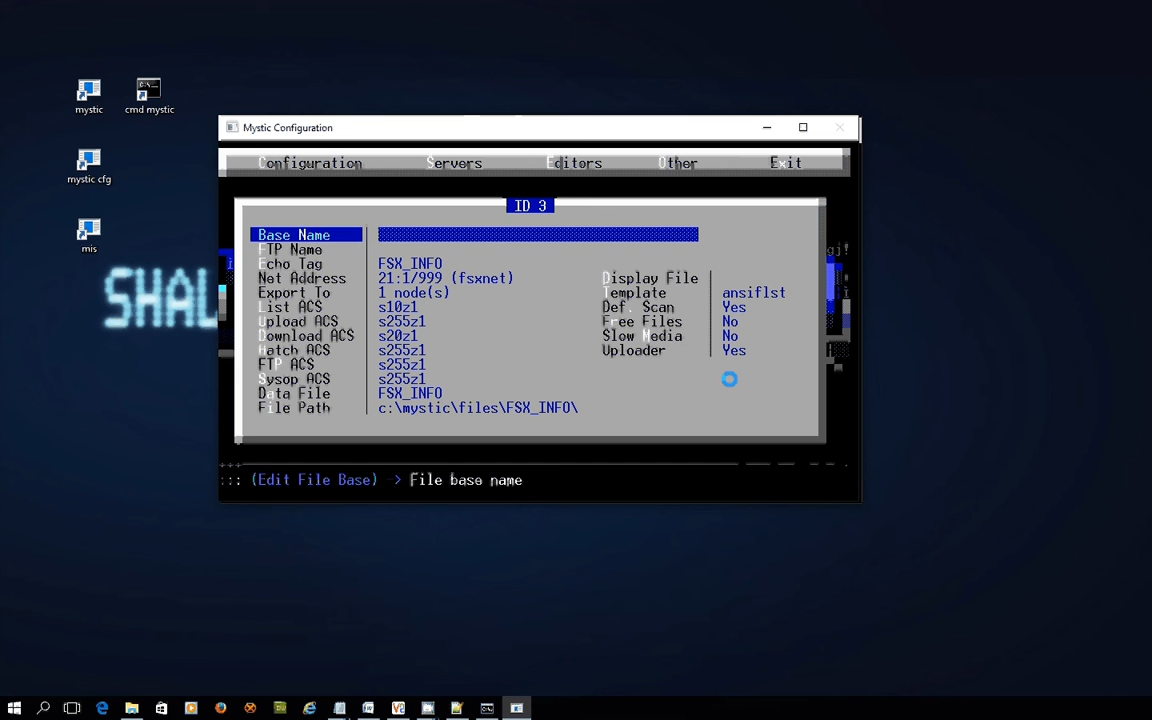 mystic
cmd mystic
mystic cfg
mis
SHAL
Mystic Configuration
Configuration Servers Editors Other Exit
ID 3
Base Name
FTP Name
Echo Tag FSX_INFO
Net Address 21:1/999 (fsxnet) Display File
Export To 1 node(s) Template ansiflst
List ACS s10z1 Def. Scan Yes
Upload ACS s255z1 Free Files No
Download ACS s20z1 Slow Media No
Hatch ACS s255z1 Uploader Yes
FTP ACS s255z1
Sysop ACS s255z1
Data File FSX_INFO
File Path c:\mystic\files\FSX_INFO\
::: (Edit File Base) -> File base name